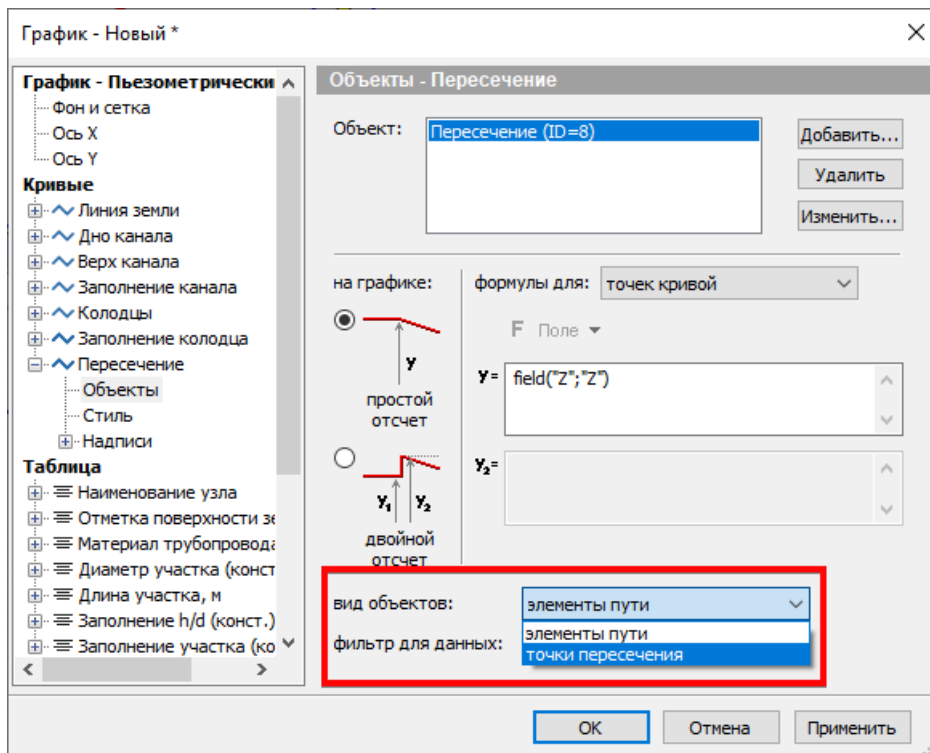 График - Новый *
График - Пьезометрически
Фон и сетка
Ось X
Ось Y
Кривые
Линия земли
Дно канала
Верх канала
Заполнение канала
Колодцы
Заполнение колодца
Пересечение
Объекты
Стиль
Надписи
Таблица
Наименование узла
Отметка поверхности зе
Материал трубопровода
Диаметр участка (конст
Длина участка, м
Заполнение h/d (конст.)
Заполнение участка (ко
Объекты - Пересечение
Объект:
Пересечение (ID=8)
Добавить...
Удалить
Изменить...
на графике:
y
простой
отсчет
y1 y2
двойной
отсчет
формулы для:
точек кривой
F Поле
y=
field("Z";"Z")
y2=
вид объектов:
элементы пути
элементы пути
точки пересечения
фильтр для данных:
OK
Отмена
Применить